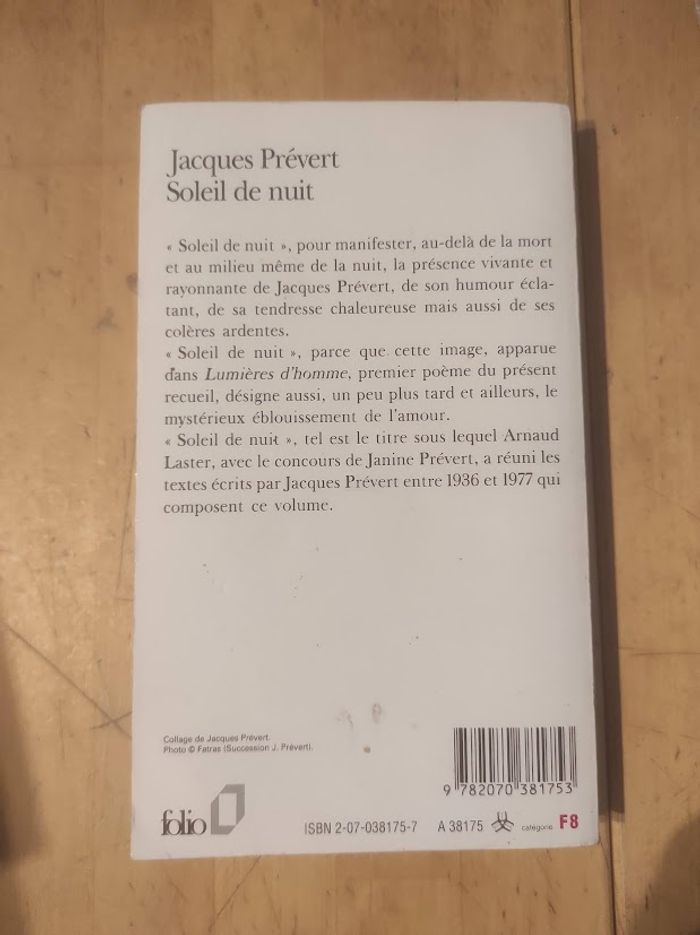 Jacques Prévert
Soleil de nuit
« Soleil de nuit », pour manifester, au-delà de la mort
et au milieu même de la nuit, la présence vivante et
rayonnante de Jacques Prévert, de son humour écla-
tant, de sa tendresse chaleureuse mais aussi de ses
colères ardentes.
« Soleil de nuit », parce que cette image, apparue
dans Lumières d'homme, premier poème du présent
recueil, désigne aussi, un peu plus tard et ailleurs, le
mystérieux éblouissement de l'amour.
« Soleil de nuit », tel est le titre sous lequel Arnaud
Laster, avec le concours de Janine Prévert, a réuni les
textes écrits par Jacques Prévert entre 1936 et 1977 qui
composent ce volume.
Collage de Jacques Prévert.
Photo © Fatras (Succession J. Prévert).
9 782070 381753
folio
ISBN 2-07-038175-7 A 38175 catégorie F8